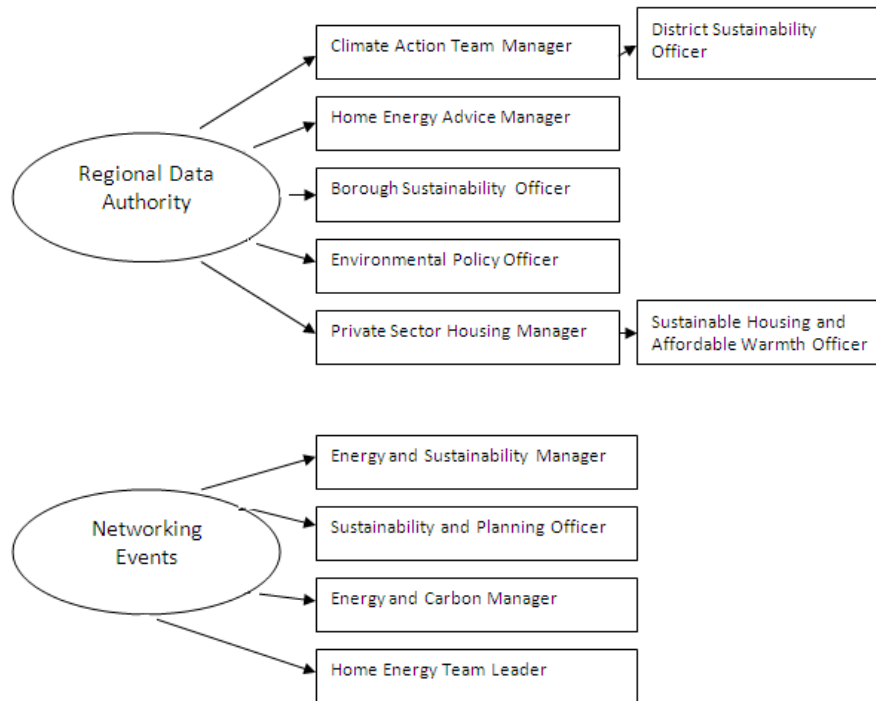 Climate Action Team Manager
District Sustainability
Officer
Home Energy Advice Manager
Regional Data
Authority
Borough Sustainability Officer
Environmental Policy Officer
Private Sector Housing Manager
Sustainable Housing and
Affordable Warmth Officer
Energy and Sustainability Manager
Networking
Events
Sustainability and Planning Officer
Energy and Carbon Manager
Home Energy Team Leader